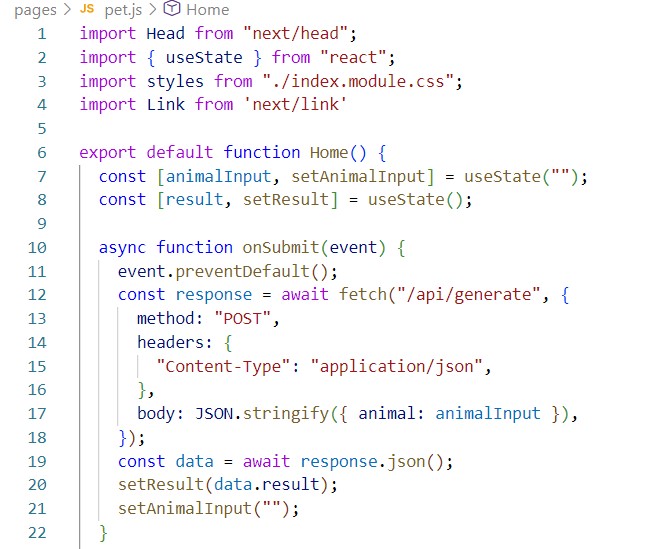 pages > JS pet.js > Home
1 import Head from "next/head";
2 import { useState } from "react";
3 import styles from "./index.module.css";
4 import Link from 'next/link'
5
6 export default function Home() {
7 const [animalInput, setAnimalInput] = useState("");
8 const [result, setResult] = useState();
9
10 async function onSubmit(event) {
11 event.preventDefault();
12 const response = await fetch("/api/generate", {
13 method: "POST",
14 headers: {
15 "Content-Type": "application/json",
16 },
17 body: JSON.stringify({ animal: animalInput }),
18 });
19 const data = await response.json();
20 setResult(data.result);
21 setAnimalInput("");
22 }